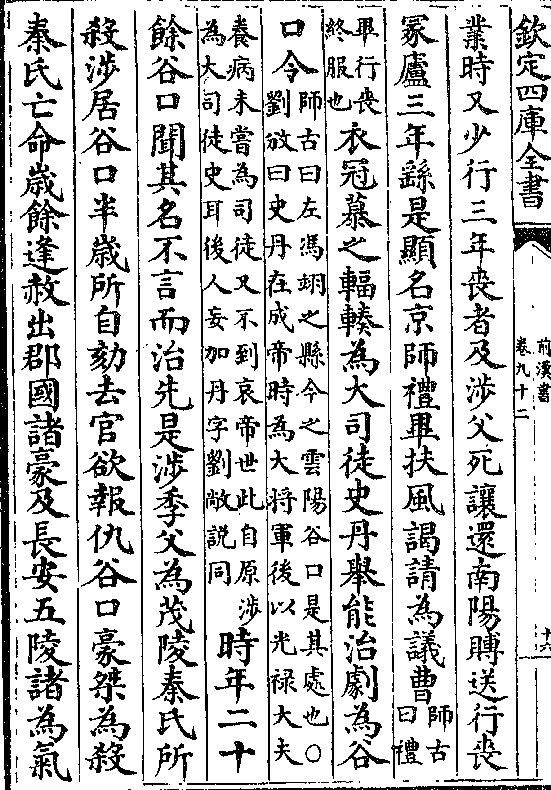 欽定四庫全書
前漢書
卷九十二
十六
業時又少行三年喪者及涉父死讓還南陽賻送行喪
冢廬三年繇是顯名京師禮畢扶風謁請為議曹師古曰禮
畢行喪終服也衣冠慕之輻輳為大司徒史丹舉能治劇為谷
口令師古曰左馮翊之縣今之雲陽谷口是其處也○劉攽曰史丹在成帝時為大將軍後以光禄大夫
養病未嘗為司徒又不到哀帝世此自原涉為大司徒史耳後人妄加丹字劉敞説同時年二十
餘谷口聞其名不言而治先是涉季父為茂陵秦氏所
殺涉居谷口半歲所自劾去官欲報仇谷口豪桀為殺
秦氏亡命歲餘逢赦出郡國諸豪及長安五陵諸為氣